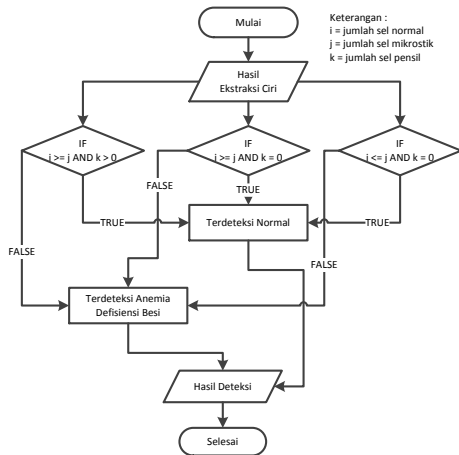 Mulai
Keterangan :
i = jumlah sel normal
j = jumlah sel mikrostik
k = jumlah sel pensil
Hasil
Ekstraksi Ciri
IF
i >= j AND k > 0
IF
i >= j AND k = 0
IF
i <= j AND k = 0
FALSE
TRUE
TRUE
Terdeteksi Normal
TRUE
FALSE
FALSE
Terdeteksi Anemia
Defisiensi Besi
Hasil Deteksi
Selesai